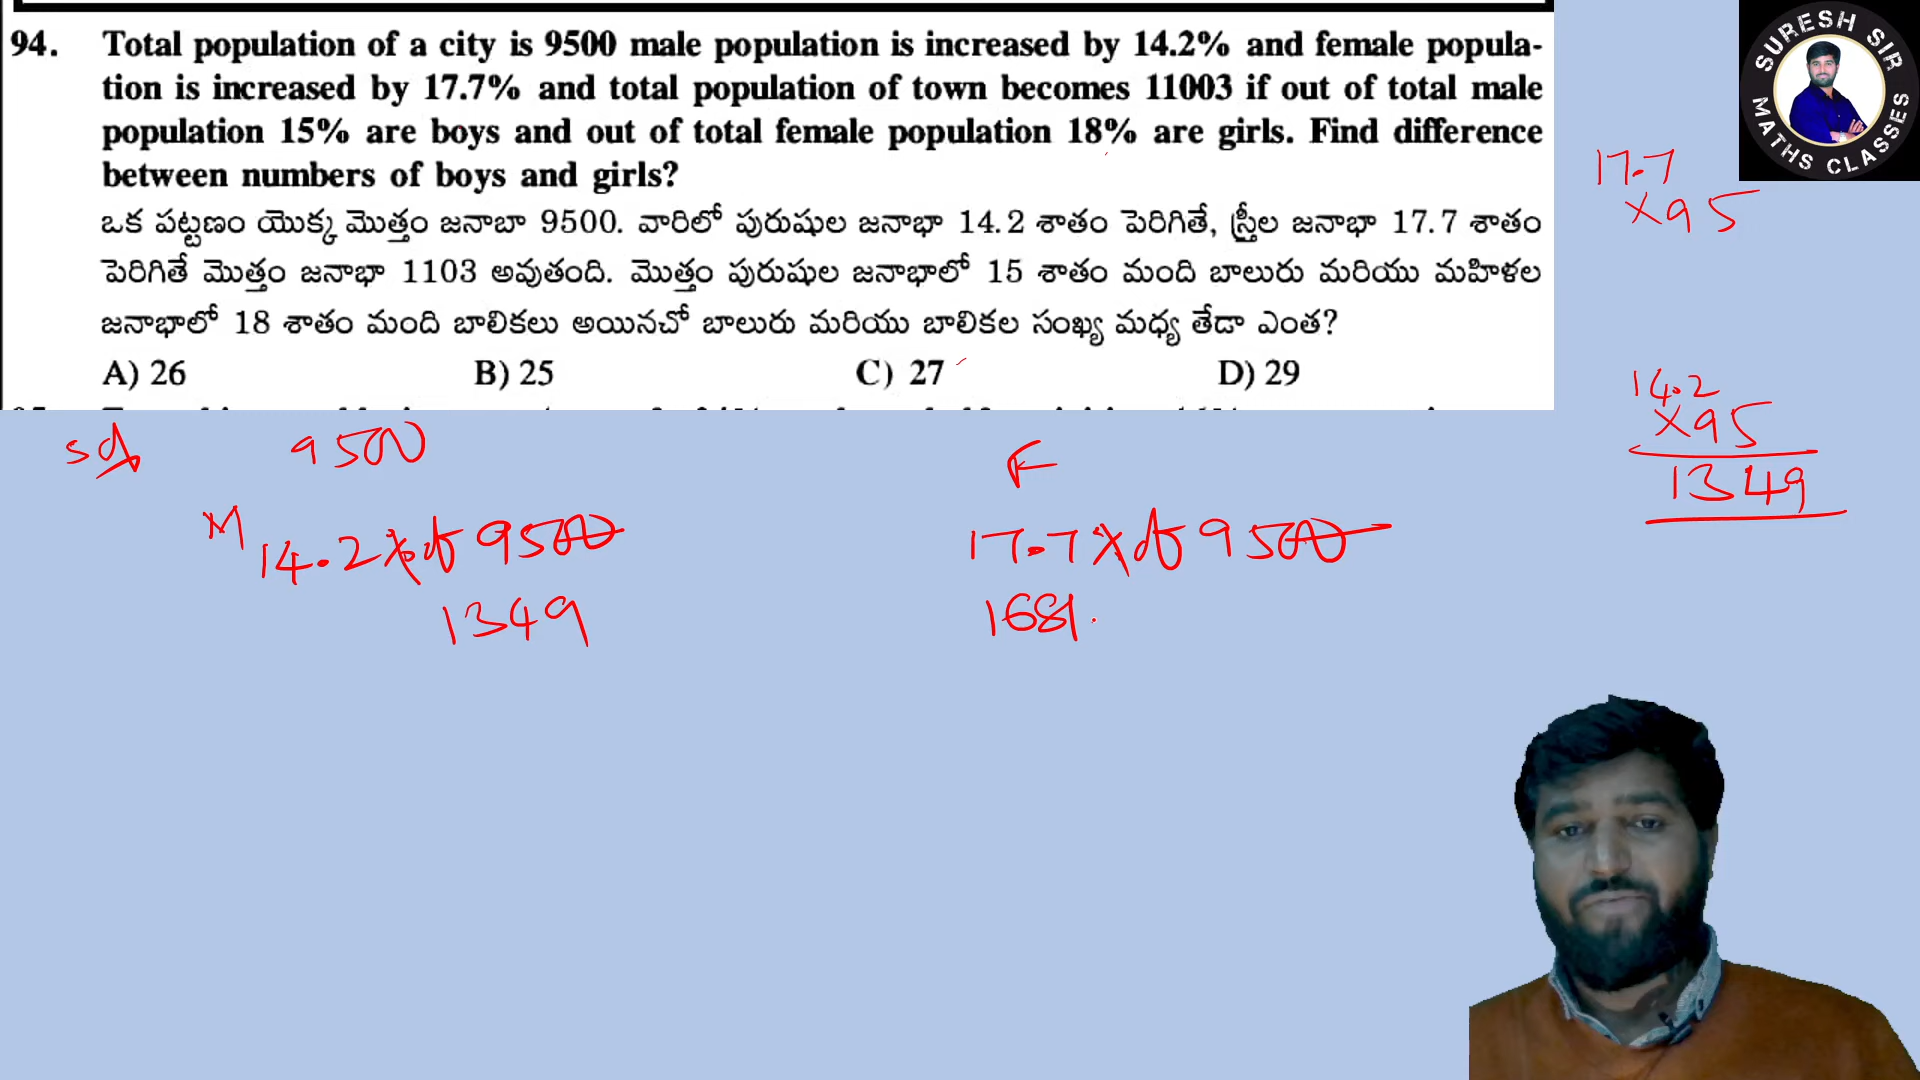 94. Total population of a city is 9500 male population is increased by 14.2% and female popula-
tion is increased by 17.7% and total population of town becomes 11003 if out of total male
population 15% are boys and out of total female population 18% are girls. Find difference
between numbers of boys and girls?
ఒక పట్టణం యొక్క మొత్తం జనాబా 9500. వారిలో పురుషుల జనాభా 14.2 శాతం పెరిగితే, స్త్రీల జనాభా 17.7 శాతం
పెరిగితే మొత్తం జనాభా 1103 అవుతంది. మొత్తం పురుషుల జనాభాలో 15 శాతం మంది బాలురు మరియు మహిళల
జనాభాలో 18 శాతం మంది బాలికలు అయినచో బాలురు మరియు బాలికల సంఖ్య మధ్య తేడా ఎంత?
A) 26 B) 25 C) 27 D) 29
SURESH SIR
MATHS CLASSES
17.7
×95
14.2
×95
1349
9500
F
M 14.2% of 9500
17.7% of 9500
1349
1681.